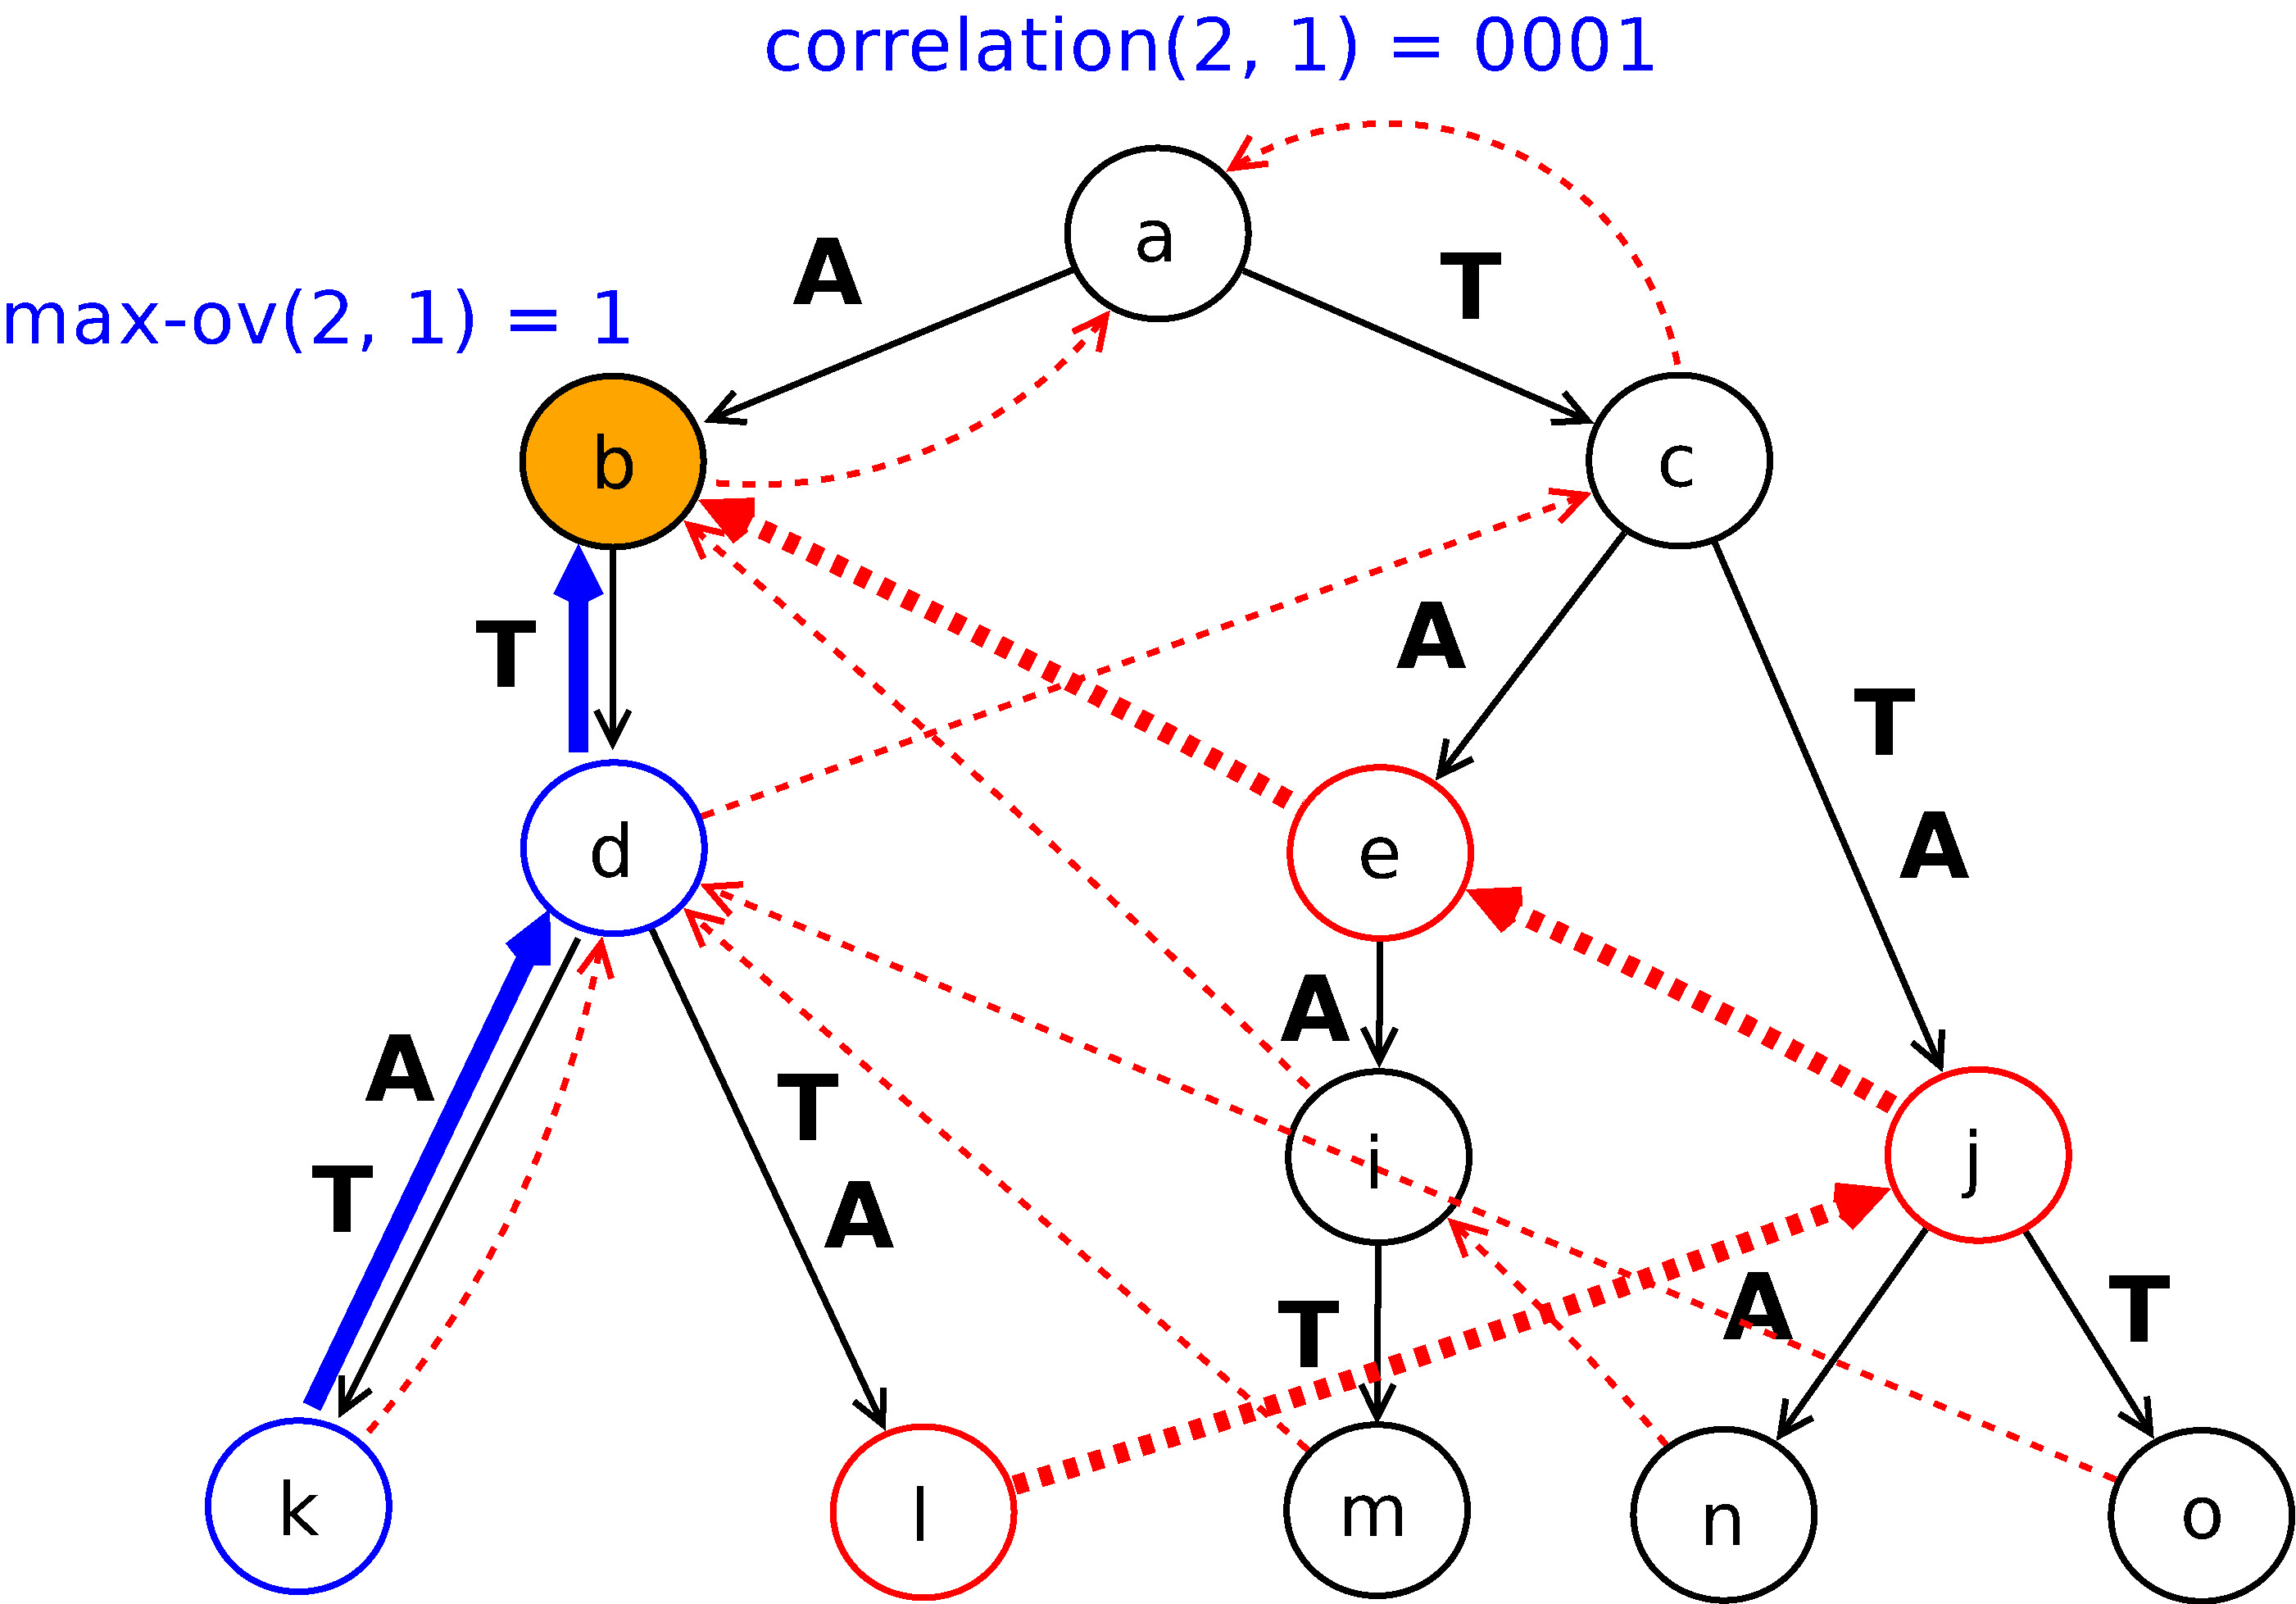 correlation(2, 1) = 0001
a
A
T
max-ov(2, 1) = 1
b
c
T
A
T
d
e
A
A
A
T
T
i
j
T
A
T
A
T
k
l
m
n
o